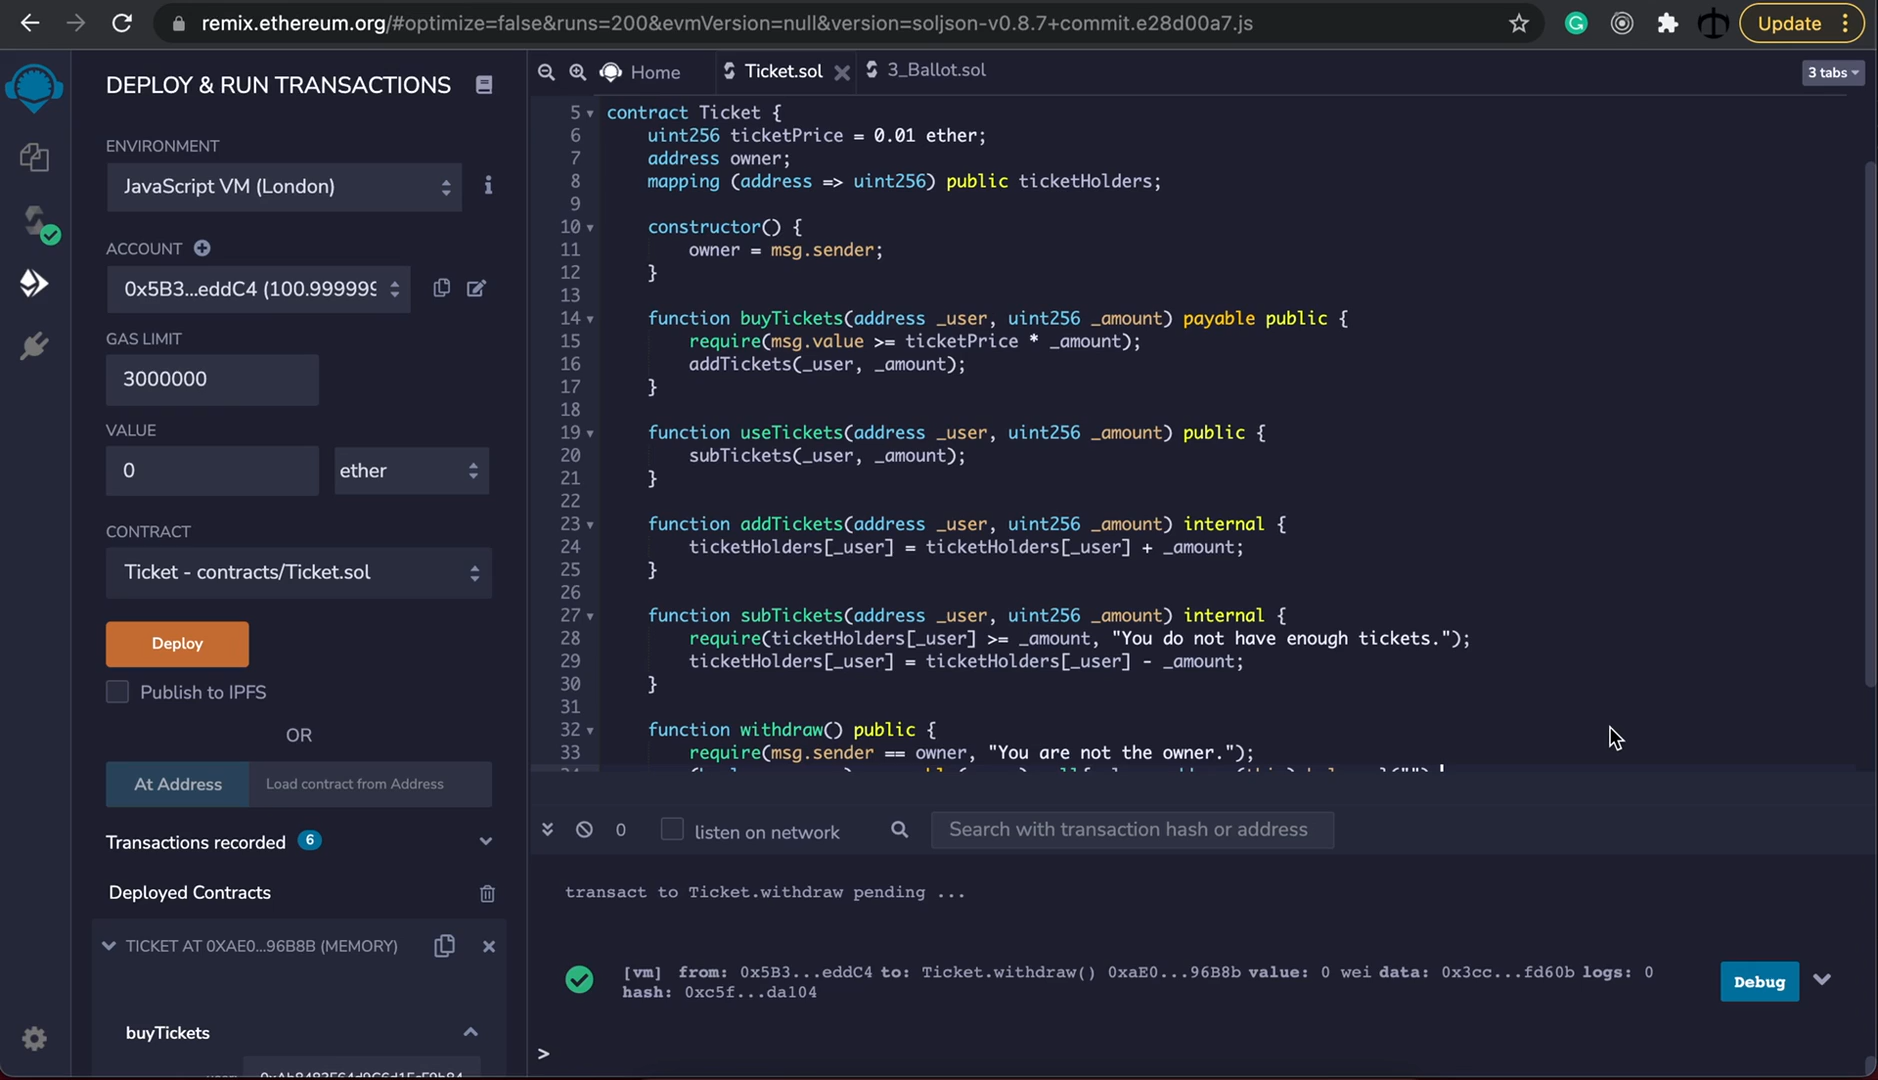 remix.ethereum.org/#optimize=false&runs=200&evmVersion=null&version=soljson-v0.8.7+commit.e28d00a7.js
Update
DEPLOY & RUN TRANSACTIONS
ENVIRONMENT
JavaScript VM (London)
ACCOUNT
0x5B3...eddC4 (100.999999
GAS LIMIT
3000000
VALUE
0 ether
CONTRACT
Ticket - contracts/Ticket.sol
Deploy
Publish to IPFS
OR
At Address Load contract from Address
Transactions recorded 6
Deployed Contracts
TICKET AT 0XAE0...96B8B (MEMORY)
buyTickets
Home Ticket.sol 3_Ballot.sol 3 tabs
5 contract Ticket {
6 uint256 ticketPrice = 0.01 ether;
7 address owner;
8 mapping (address => uint256) public ticketHolders;
9
10 constructor() {
11 owner = msg.sender;
12 }
13
14 function buyTickets(address _user, uint256 _amount) payable public {
15 require(msg.value >= ticketPrice * _amount);
16 addTickets(_user, _amount);
17 }
18
19 function useTickets(address _user, uint256 _amount) public {
20 subTickets(_user, _amount);
21 }
22
23 function addTickets(address _user, uint256 _amount) internal {
24 ticketHolders[_user] = ticketHolders[_user] + _amount;
25 }
26
27 function subTickets(address _user, uint256 _amount) internal {
28 require(ticketHolders[_user] >= _amount, "You do not have enough tickets.");
29 ticketHolders[_user] = ticketHolders[_user] - _amount;
30 }
31
32 function withdraw() public {
33 require(msg.sender == owner, "You are not the owner.");
0 listen on network Search with transaction hash or address
transact to Ticket.withdraw pending ...
[vm] from: 0x5B3...eddC4 to: Ticket.withdraw() 0xaE0...96B8b value: 0 wei data: 0x3cc...fd60b logs: 0
hash: 0xc5f...da104
Debug
>